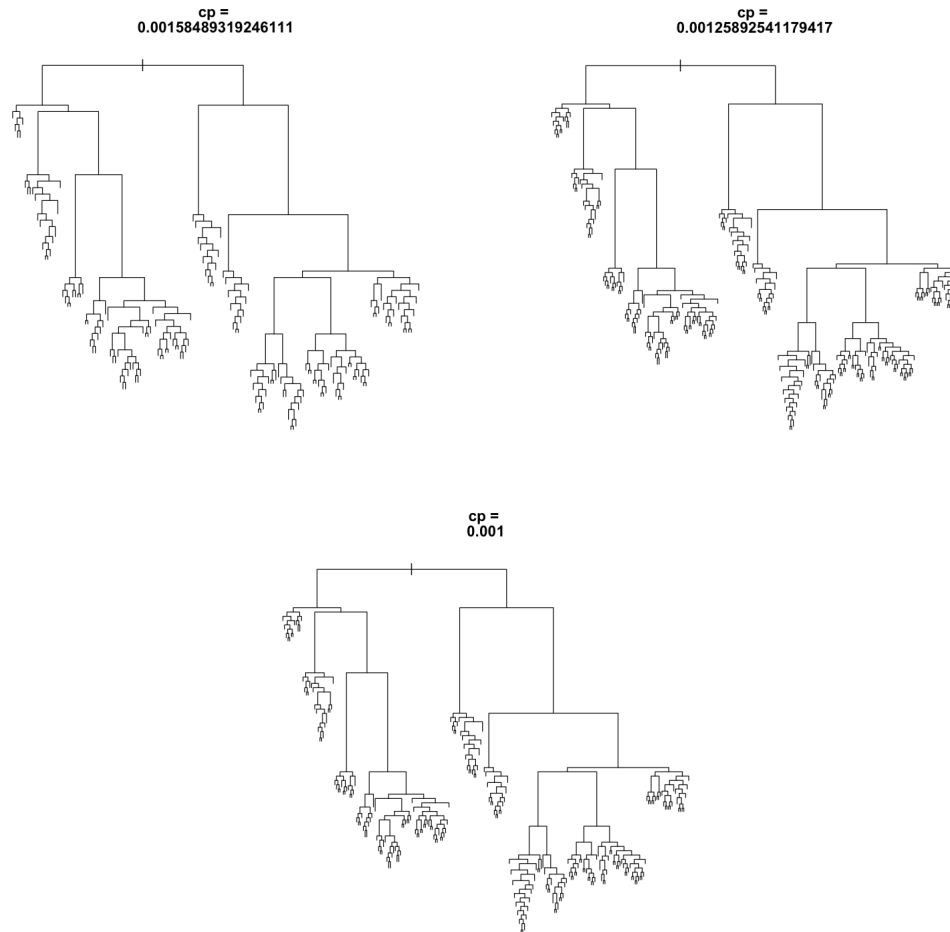 cp =
0.00158489319246111
cp =
0.00125892541179417
cp =
0.001